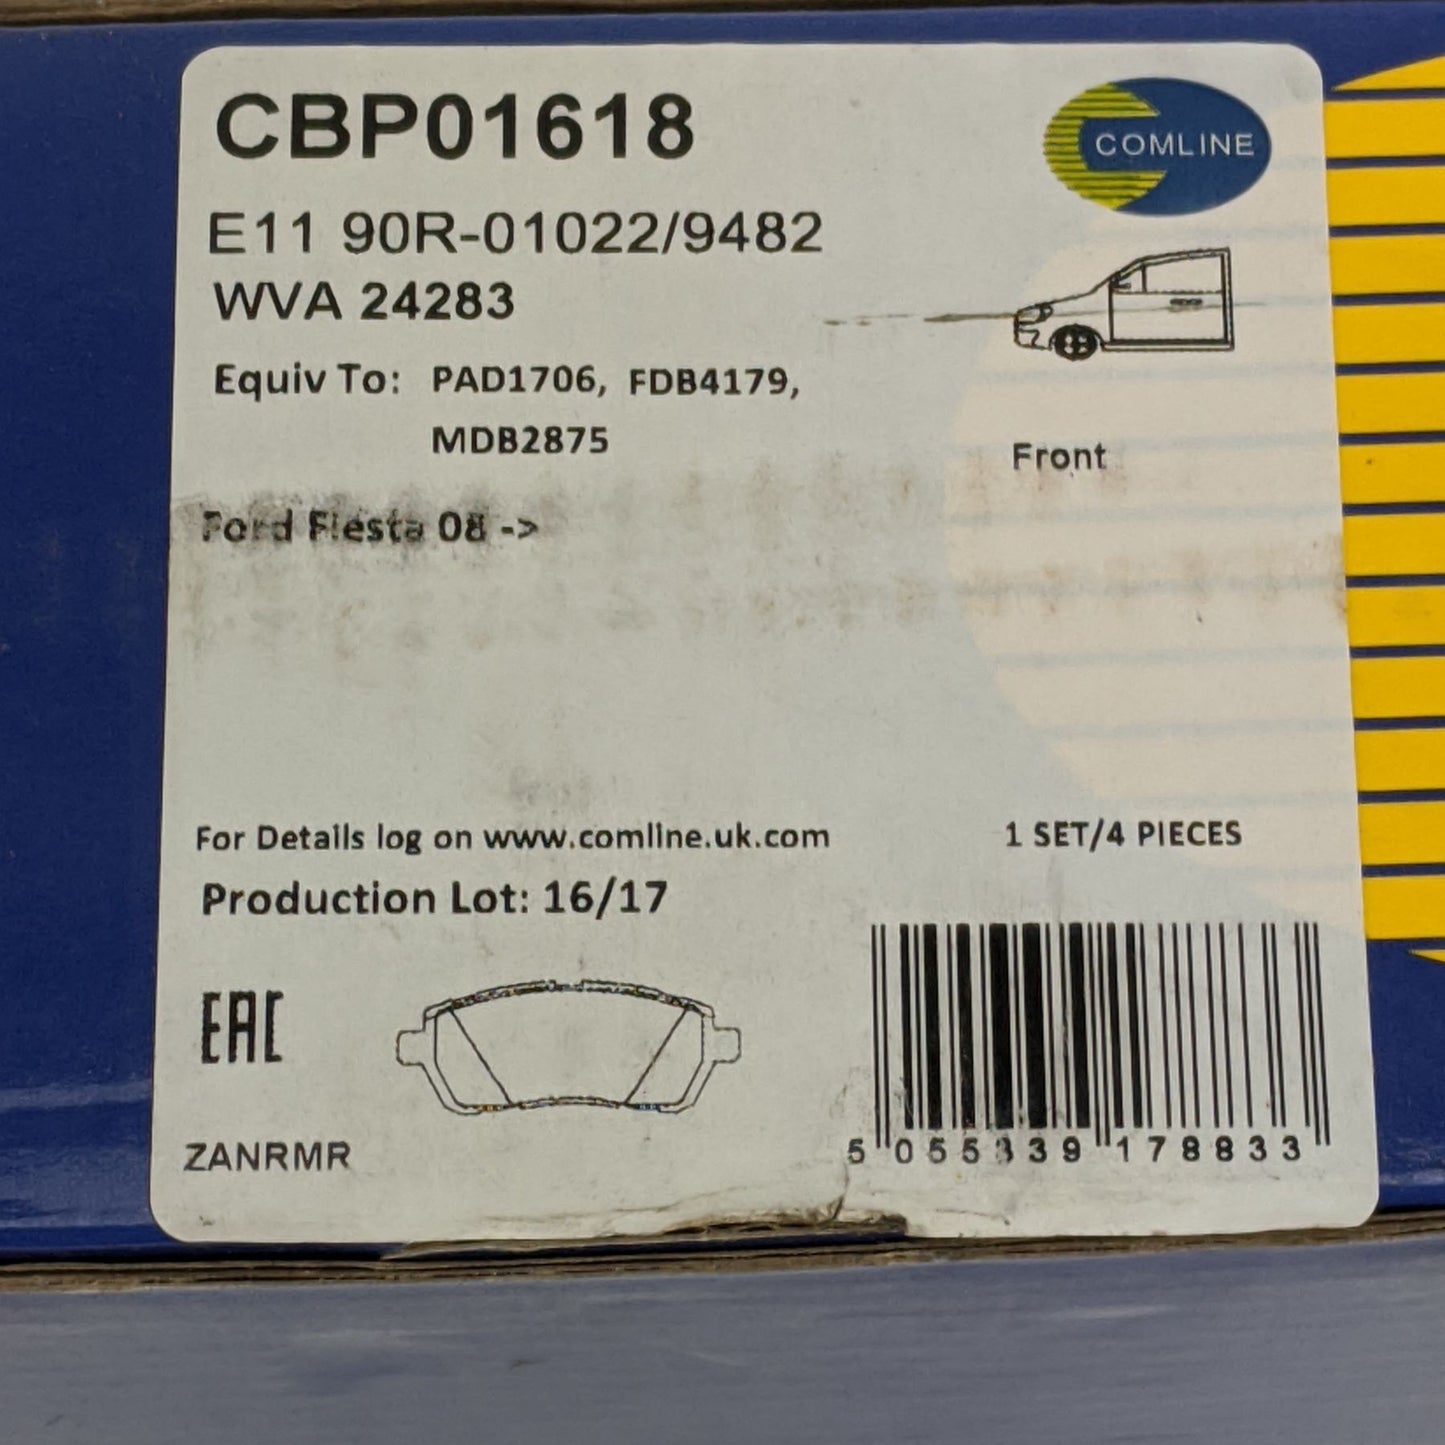 CBP01618
COMLINE
E11 90R-01022/9482
WVA 24283
Equiv To: PAD1706, FDB4179,
MDB2875
Front
Ford Fiesta 08 ->
For Details log on www.comline.uk.com
1 SET/4 PIECES
Production Lot: 16/17
EAC
ZANRMR
5 055339 178833